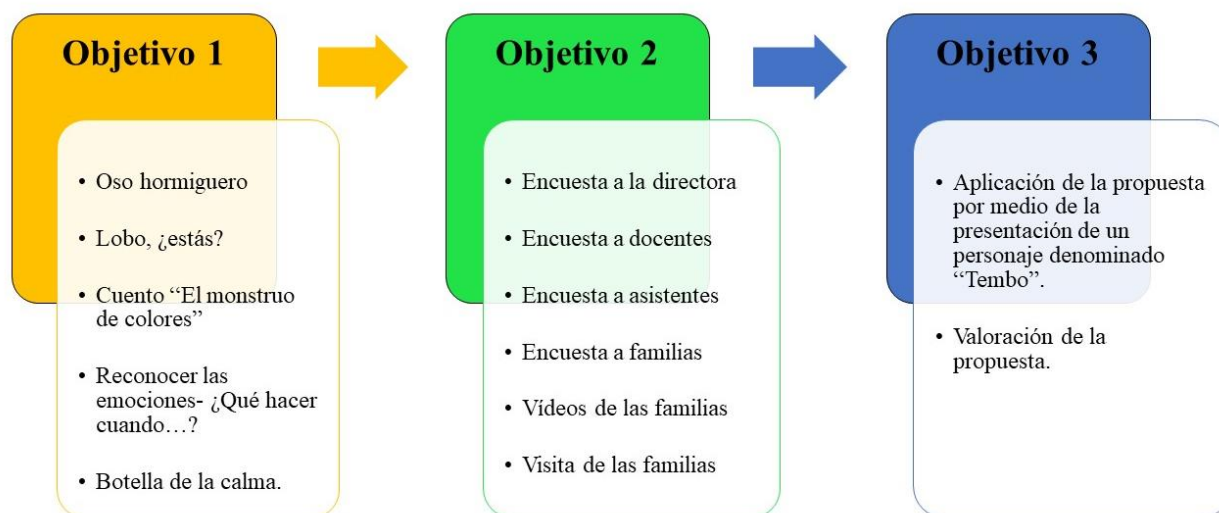 Objetivo 1
• Oso hormiguero
• Lobo, ¿estás?
• Cuento “El monstruo
de colores”
• Reconocer las
emociones- ¿Qué hacer
cuando…?
• Botella de la calma.
Objetivo 2
• Encuesta a la directora
• Encuesta a docentes
• Encuesta a asistentes
• Encuesta a familias
• Vídeos de las familias
• Visita de las familias
Objetivo 3
• Aplicación de la propuesta
por medio de la
presentación de un
personaje denominado
“Tembo”.
• Valoración de la
propuesta.